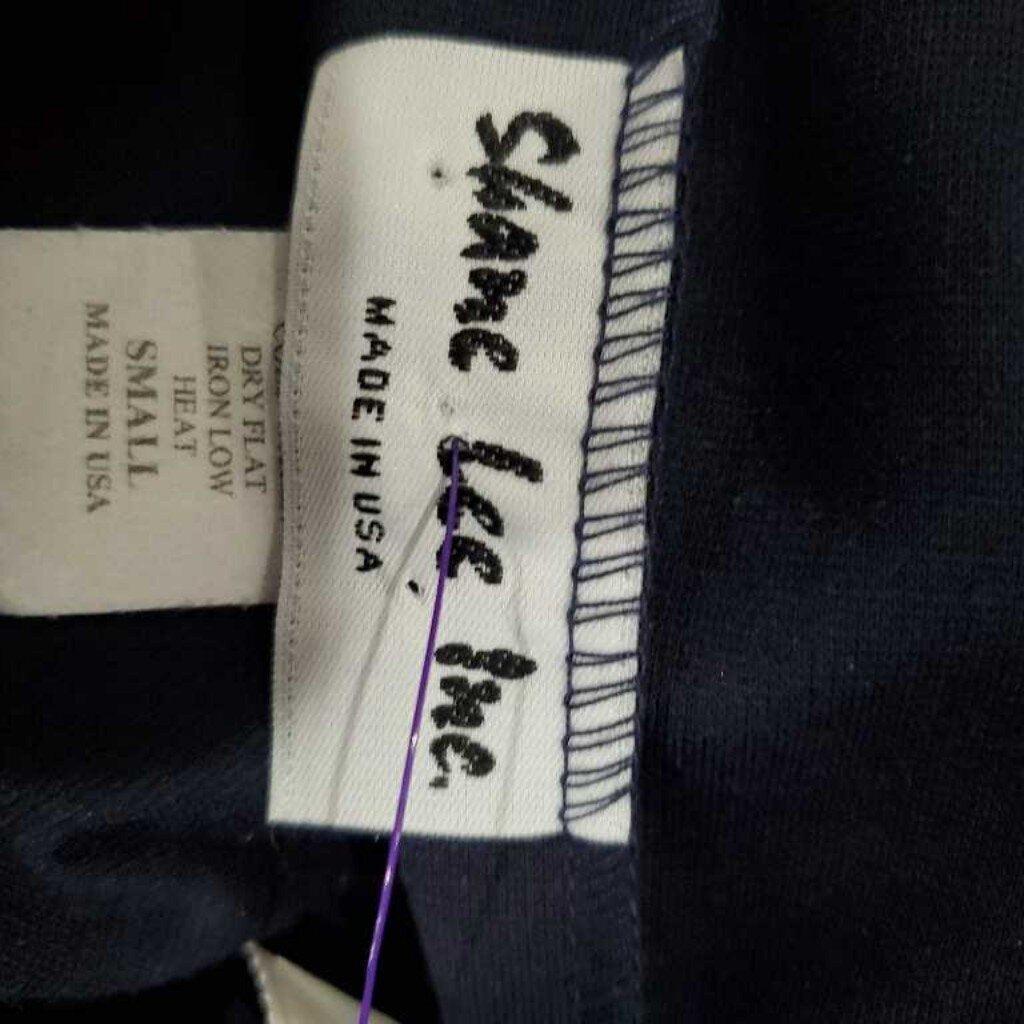 Shane Lee Inc.
MADE IN USA
DRY FLAT
IRON LOW
HEAT
SMALL
MADE IN USA